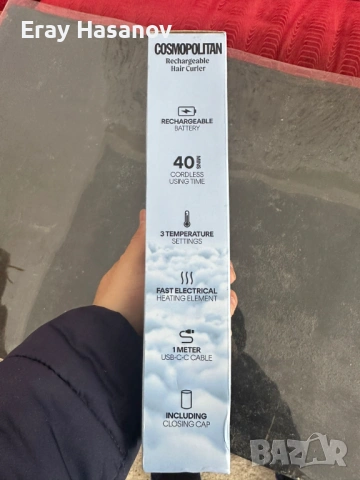 Eray Hasanov
COSMOPOLITAN
Rechargeable
Hair Curler
RECHARGEABLE
BATTERY
40 MINS
CORDLESS
USING TIME
3 TEMPERATURE
SETTINGS
FAST ELECTRICAL
HEATING ELEMENT
1 METER
USB-C-C CABLE
INCLUDING
CLOSING CAP
BAZAR
bg